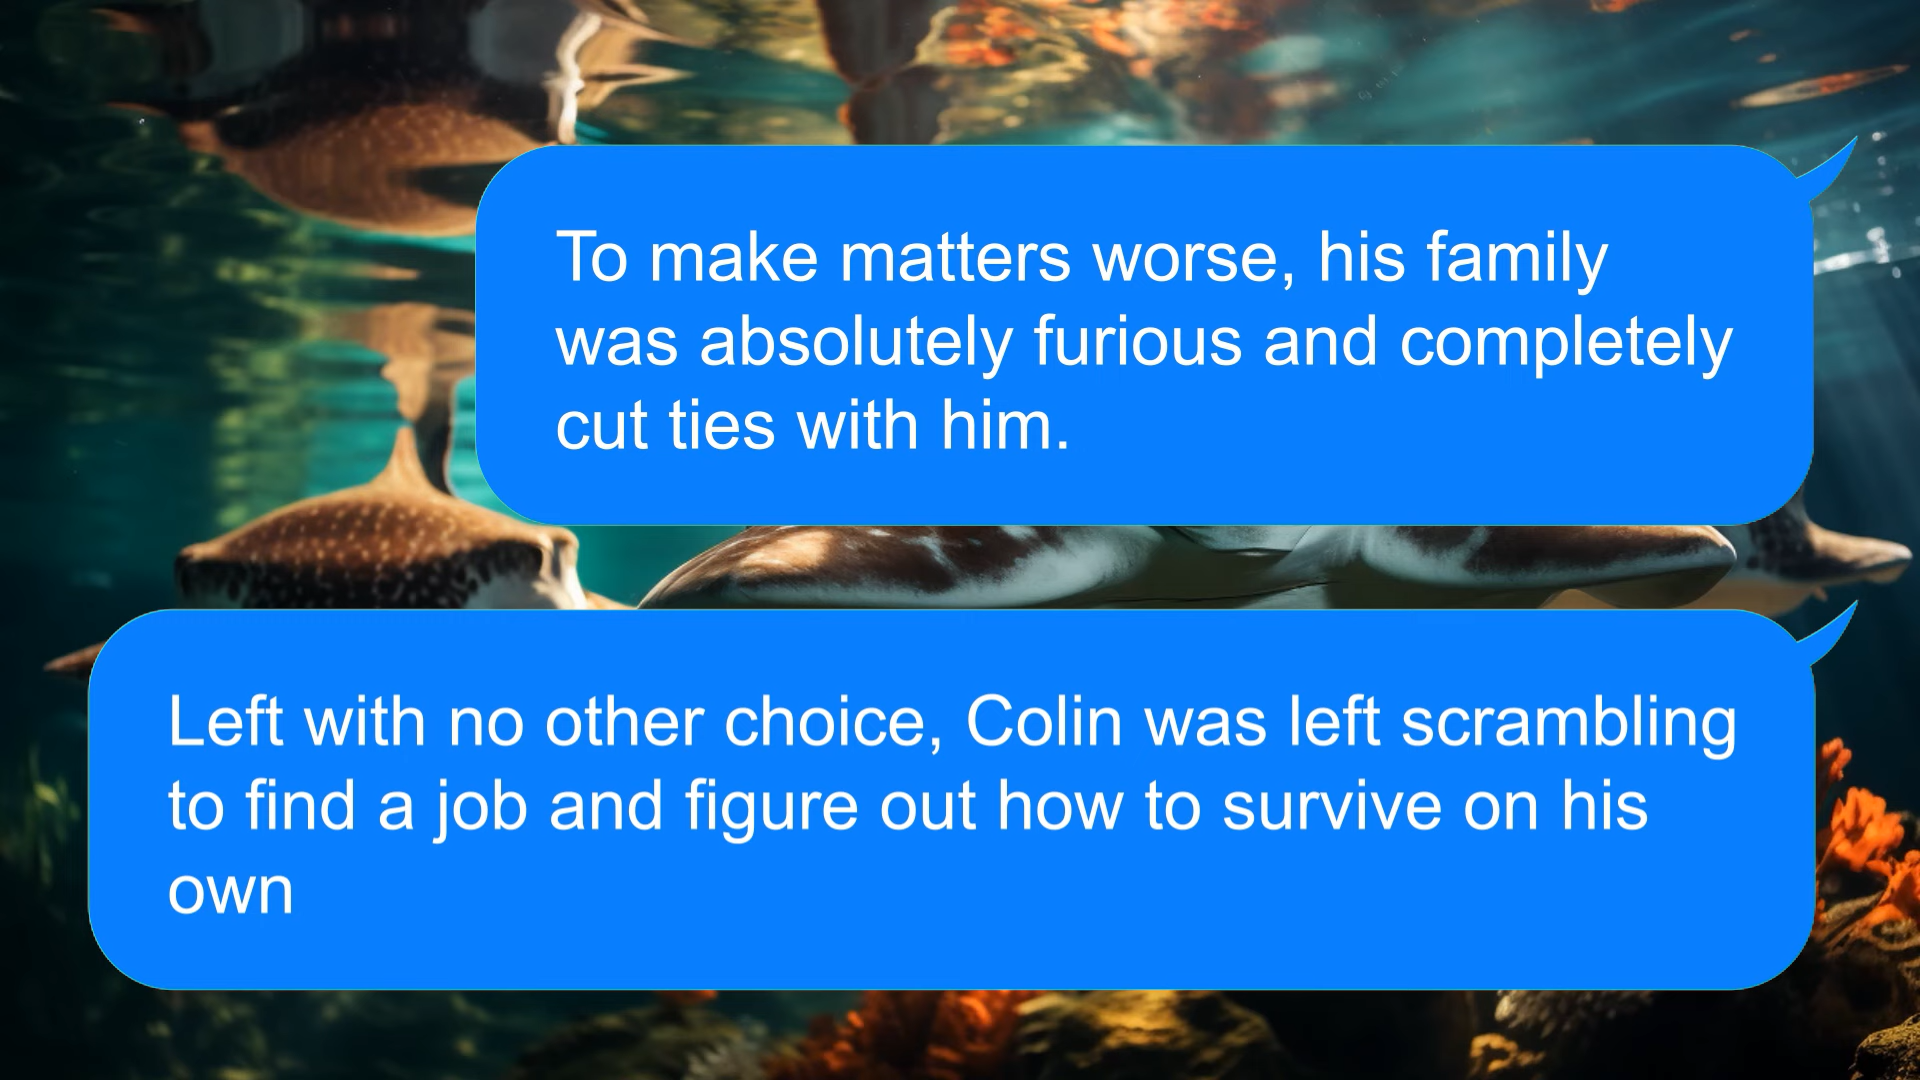 To make matters worse, his family
was absolutely furious and completely
cut ties with him.
Left with no other choice, Colin was left scrambling
to find a job and figure out how to survive on his
own